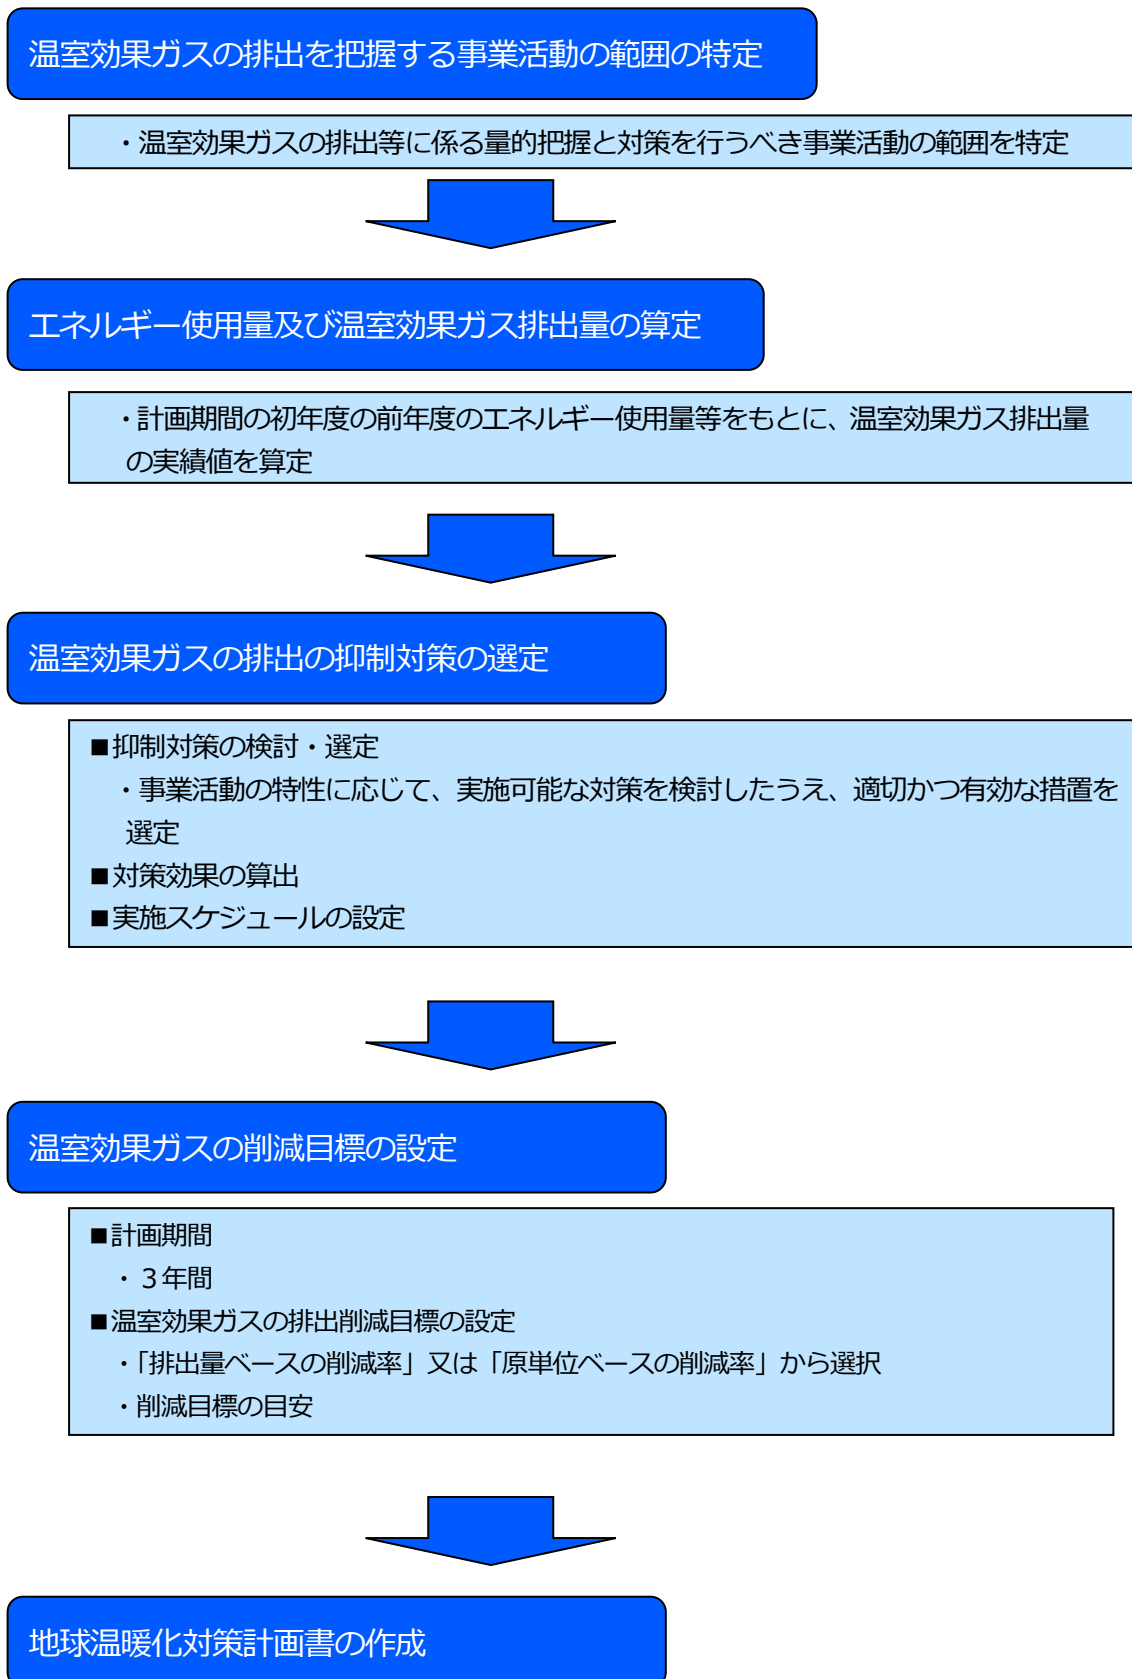 温室効果ガスの排出を把握する事業活動の範囲の特定
・温室効果ガスの排出等に係る量的把握と対策を行うべき事業活動の範囲を特定
エネルギー使用量及び温室効果ガス排出量の算定
・計画期間の初年度の前年度のエネルギー使用量等をもとに、温室効果ガス排出量
の実績値を算定
温室効果ガスの排出の抑制対策の選定
■抑制対策の検討・選定
・事業活動の特性に応じて、実施可能な対策を検討したうえ、適切かつ有効な措置を
選定
■対策効果の算出
■実施スケジュールの設定
温室効果ガスの削減目標の設定
■計画期間
・３年間
■温室効果ガスの排出削減目標の設定
・「排出量ベースの削減率」又は「原単位ベースの削減率」から選択
・削減目標の目安
地球温暖化対策計画書の作成